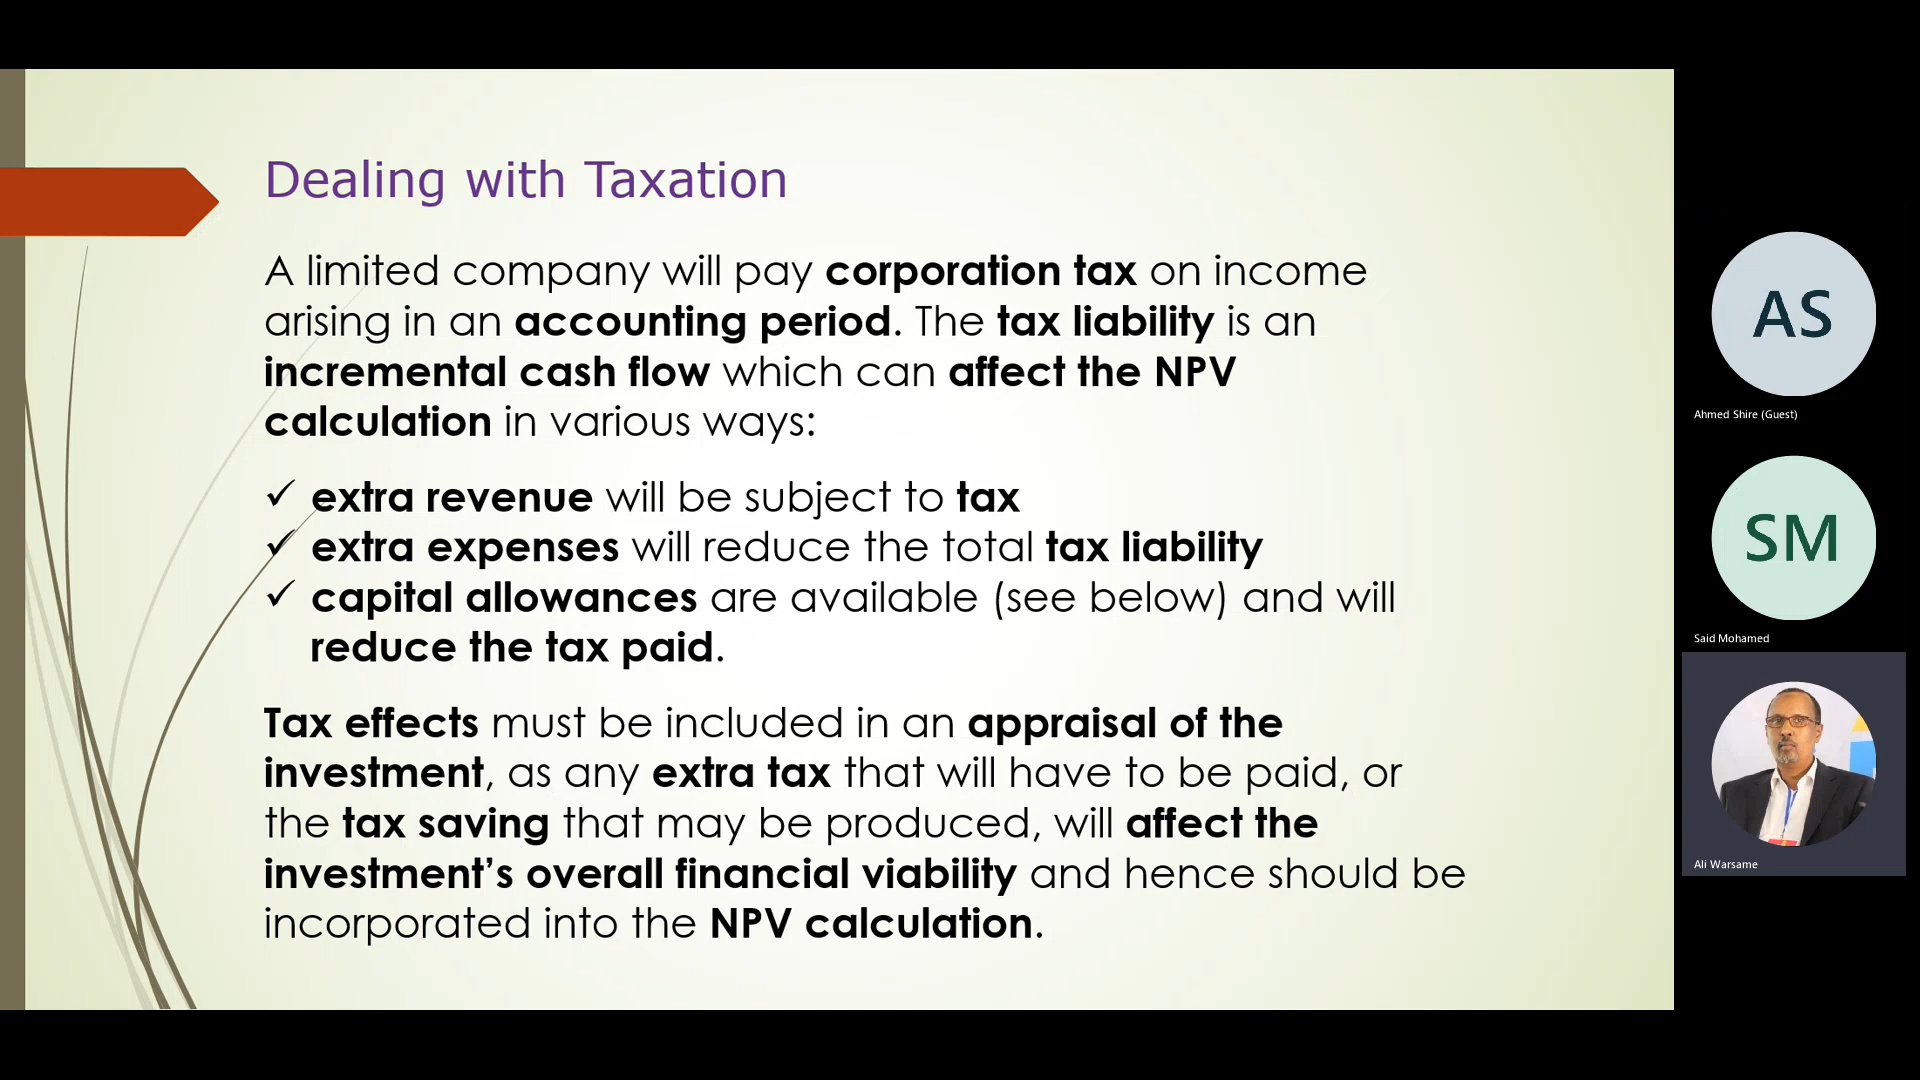 Dealing with Taxation
A limited company will pay corporation tax on income
arising in an accounting period. The tax liability is an
incremental cash flow which can affect the NPV
calculation in various ways:
✓ extra revenue will be subject to tax
✓ extra expenses will reduce the total tax liability
✓ capital allowances are available (see below) and will
reduce the tax paid.
Tax effects must be included in an appraisal of the
investment, as any extra tax that will have to be paid, or
the tax saving that may be produced, will affect the
investment’s overall financial viability and hence should be
incorporated into the NPV calculation.
AS
Ahmed Shire (Guest)
SM
Said Mohamed
Ali Warsame